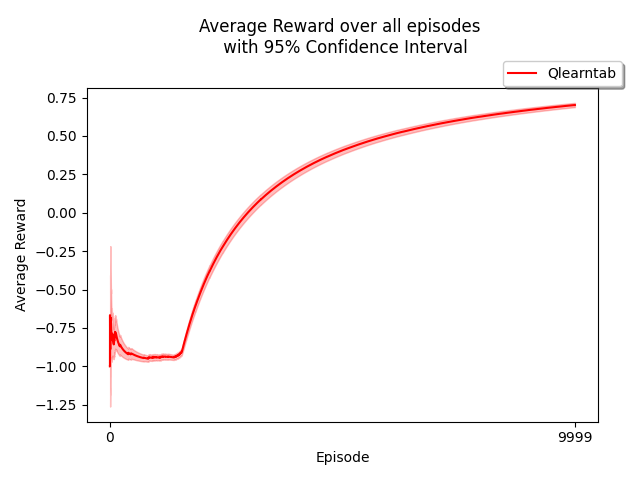 Average Reward over all episodes
with 95% Confidence Interval
Qlearntab
0.75
0.50
0.25
0.00
−0.25
−0.50
−0.75
−1.00
−1.25
Average Reward
0
9999
Episode